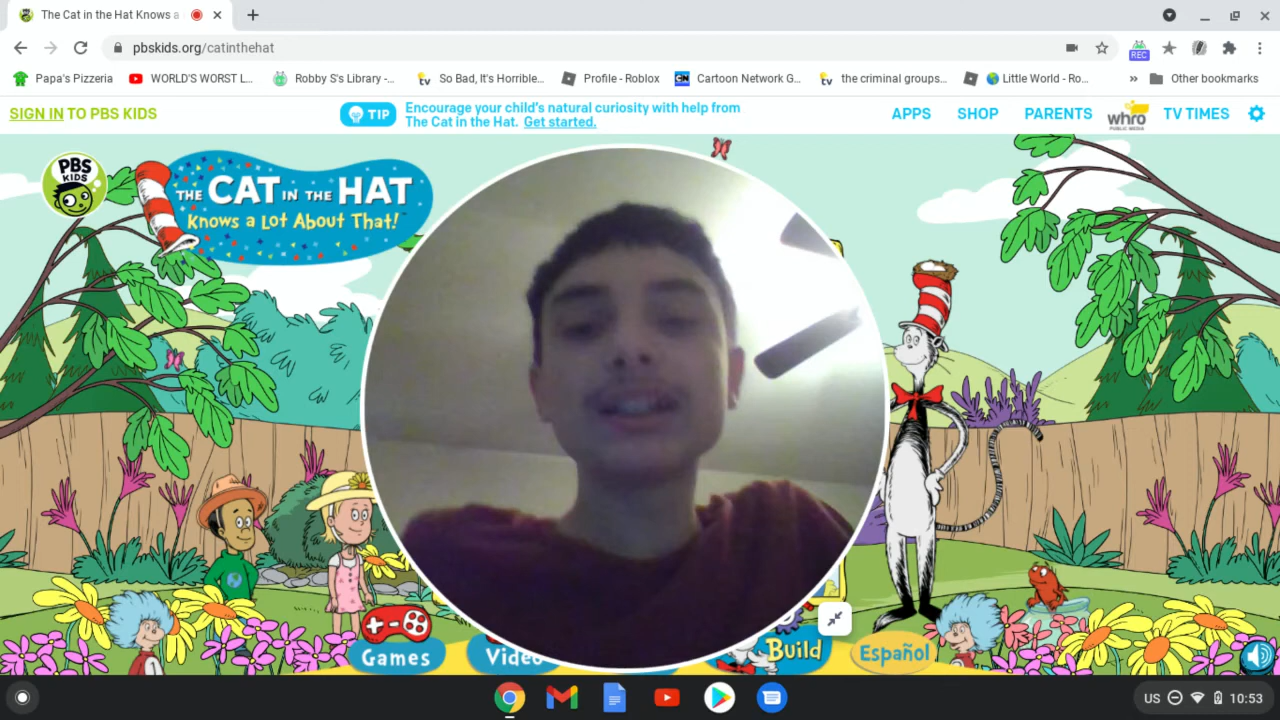 The Cat in the Hat Knows a
pbskids.org/catinthehat
REC
Papa's Pizzeria
WORLD'S WORST L...
Robby S's Library -...
tv
So Bad, It's Horrible...
Profile - Roblox
CN
Cartoon Network G...
tv
the criminal groups...
Little World - Ro...
»
Other bookmarks
SIGN IN TO PBS KIDS
TIP
Encourage your child's natural curiosity with help from
The Cat in the Hat. Get started.
APPS
SHOP
PARENTS
whro
PUBLIC MEDIA
TV TIMES
PBS
KIDS
THE CAT IN THE HAT
Knows a Lot About That!
Games
Video
Build
Español
US
10:53